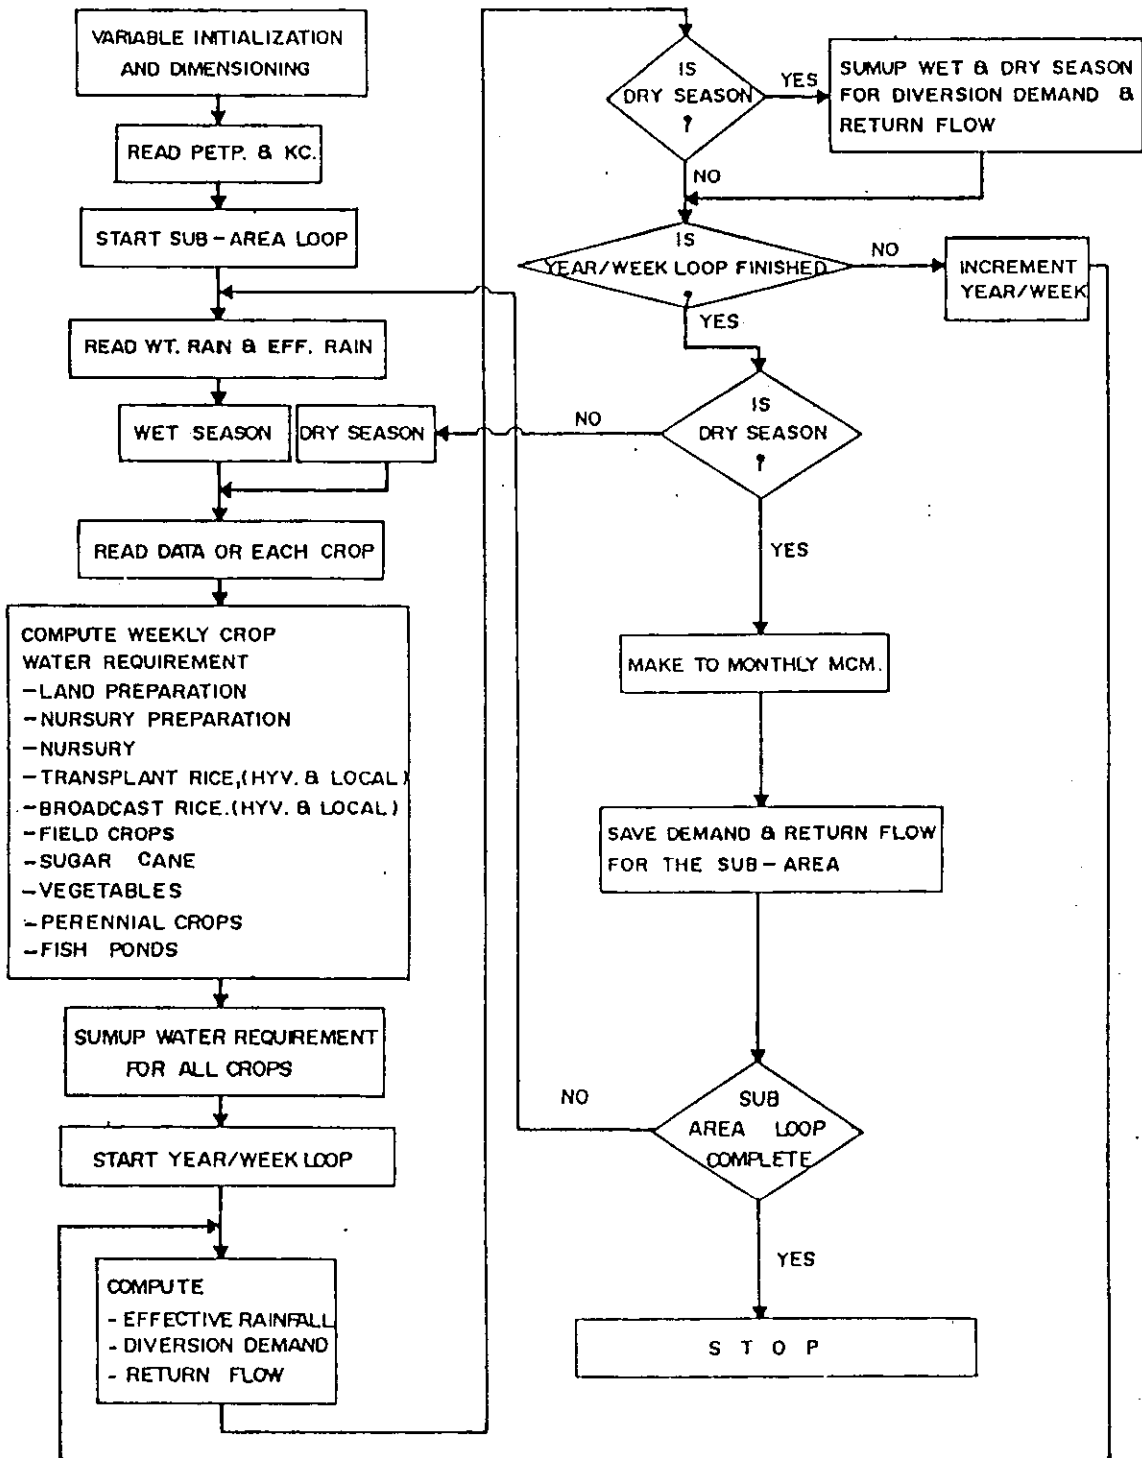 VARIABLE INITIALIZATION
AND DIMENSIONING
READ PETP. & KC.
START SUB-AREA LOOP
READ WT. RAIN & EFF. RAIN
WET SEASON
DRY SEASON
READ DATA OR EACH CROP
COMPUTE WEEKLY CROP
WATER REQUIREMENT
-LAND PREPARATION
-NURSURY PREPARATION
-NURSURY
-TRANSPLANT RICE,(HYV. & LOCAL)
-BROADCAST RICE.(HYV. & LOCAL)
-FIELD CROPS
-SUGAR CANE
-VEGETABLES
-PERENNIAL CROPS
-FISH PONDS
SUMUP WATER REQUIREMENT
FOR ALL CROPS
START YEAR/WEEK LOOP
COMPUTE
- EFFECTIVE RAINFALL
- DIVERSION DEMAND
- RETURN FLOW
IS
DRY SEASON
?
YES
SUMUP WET & DRY SEASON
FOR DIVERSION DEMAND &
RETURN FLOW
NO
IS
YEAR/WEEK LOOP FINISHED
?
NO
INCREMENT
YEAR/WEEK
YES
IS
DRY SEASON
?
NO
YES
MAKE TO MONTHLY MCM.
SAVE DEMAND & RETURN FLOW
FOR THE SUB-AREA
SUB
AREA LOOP
COMPLETE
NO
YES
STOP